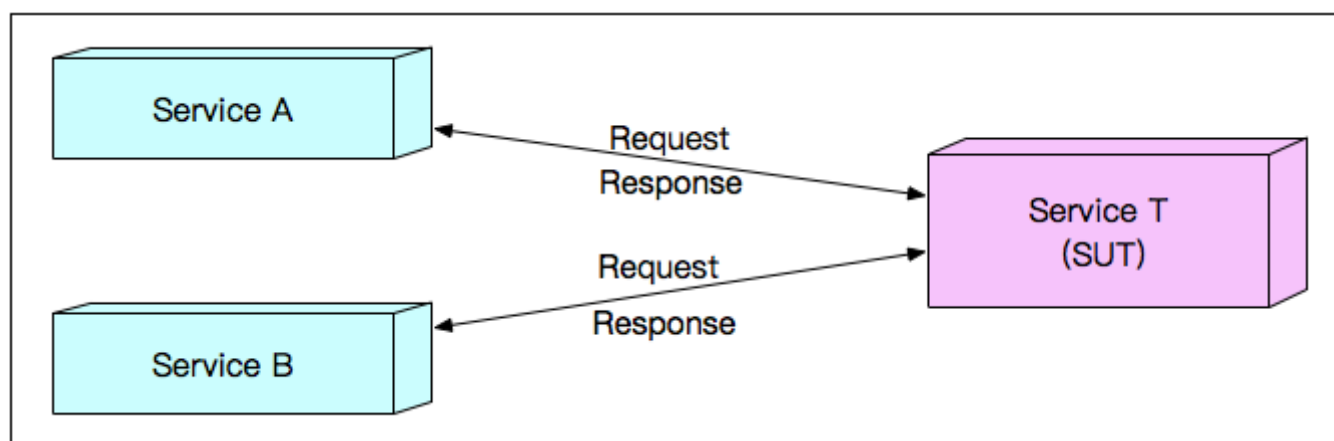 Service A
Request
Response
Service T
(SUT)
Request
Response
Service B